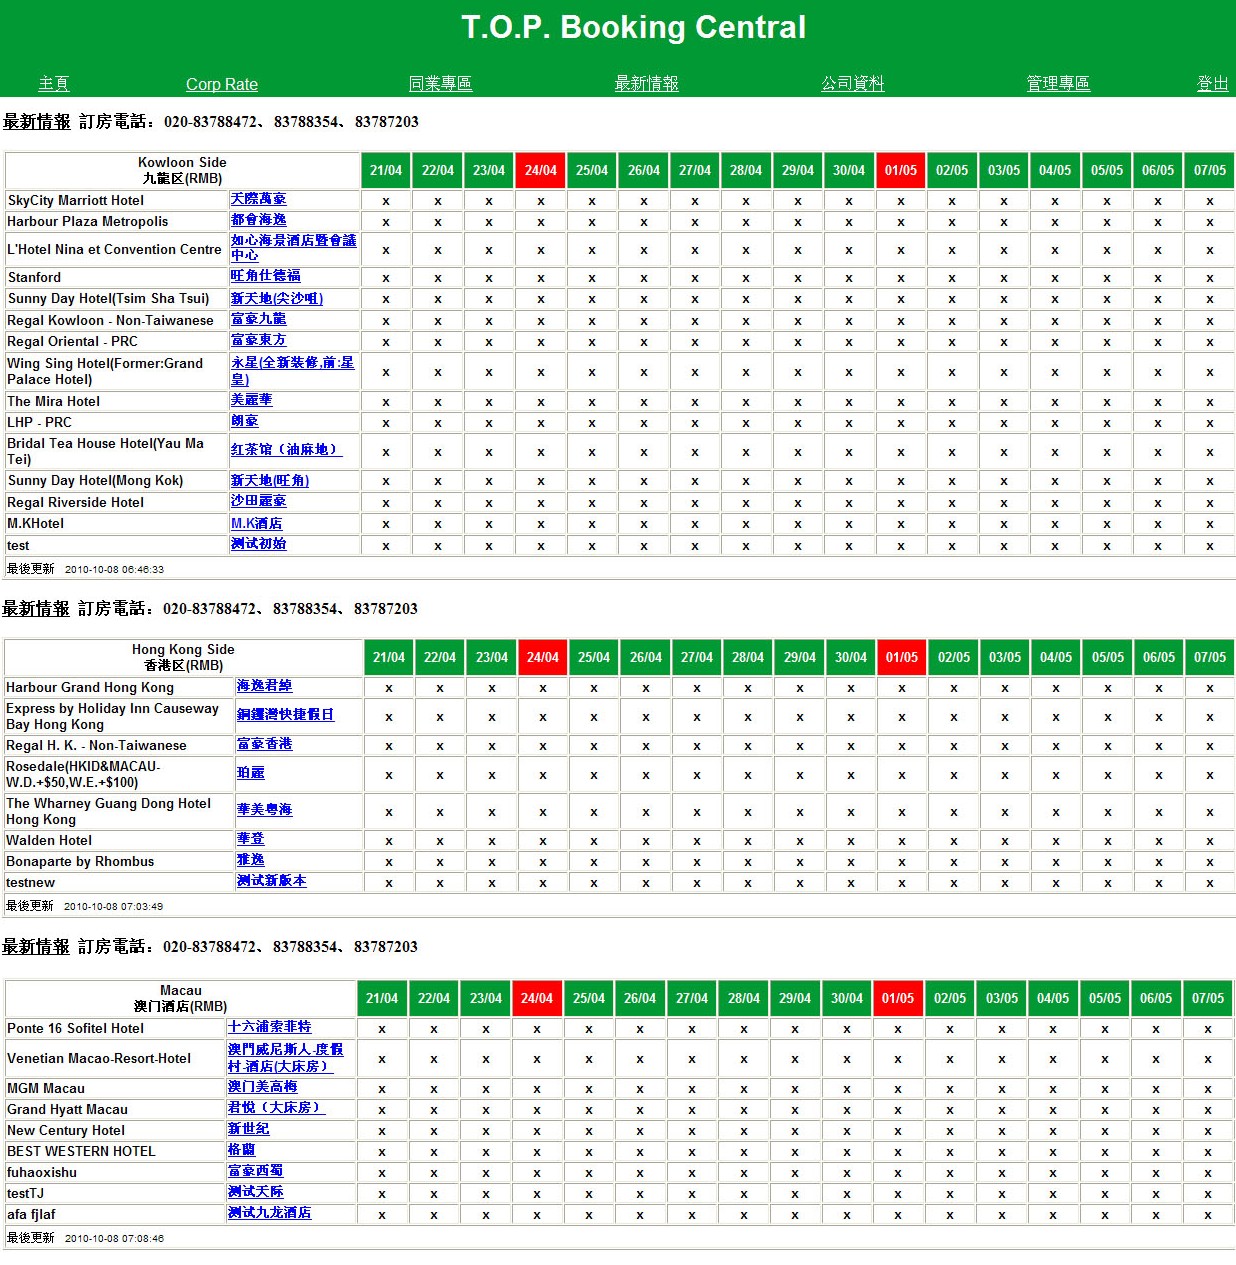 T.O.P. Booking Central
主頁 Corp Rate 同業專區 最新情報 公司資料 管理專區 登出
最新情報 訂房電話：020-83788472、83788354、83787203
Kowloon Side
九龍区(RMB) 21/04 22/04 23/04 24/04 25/04 26/04 27/04 28/04 29/04 30/04 01/05 02/05 03/05 04/05 05/05 06/05 07/05
SkyCity Marriott Hotel 天際萬豪 x x x x x x x x x x x x x x x x x
Harbour Plaza Metropolis 都會海逸 x x x x x x x x x x x x x x x x x
L'Hotel Nina et Convention Centre 如心海景酒店暨會議
中心 x x x x x x x x x x x x x x x x x
Stanford 旺角仕德福 x x x x x x x x x x x x x x x x x
Sunny Day Hotel(Tsim Sha Tsui) 新天地(尖沙咀) x x x x x x x x x x x x x x x x x
Regal Kowloon - Non-Taiwanese 富豪九龍 x x x x x x x x x x x x x x x x x
Regal Oriental - PRC 富豪東方 x x x x x x x x x x x x x x x x x
Wing Sing Hotel(Former:Grand
Palace Hotel) 永星(全新裝修,前:星
皇) x x x x x x x x x x x x x x x x x
The Mira Hotel 美麗華 x x x x x x x x x x x x x x x x x
LHP - PRC 朗豪 x x x x x x x x x x x x x x x x x
Bridal Tea House Hotel(Yau Ma
Tei) 红茶馆（油麻地） x x x x x x x x x x x x x x x x x
Sunny Day Hotel(Mong Kok) 新天地(旺角) x x x x x x x x x x x x x x x x x
Regal Riverside Hotel 沙田麗豪 x x x x x x x x x x x x x x x x x
M.KHotel M.K酒店 x x x x x x x x x x x x x x x x x
test 测试初始 x x x x x x x x x x x x x x x x x
最後更新 2010-10-08 06:46:33
最新情報 訂房電話：020-83788472、83788354、83787203
Hong Kong Side
香港区(RMB) 21/04 22/04 23/04 24/04 25/04 26/04 27/04 28/04 29/04 30/04 01/05 02/05 03/05 04/05 05/05 06/05 07/05
Harbour Grand Hong Kong 海逸君綽 x x x x x x x x x x x x x x x x x
Express by Holiday Inn Causeway
Bay Hong Kong 銅鑼灣快捷假日 x x x x x x x x x x x x x x x x x
Regal H. K. - Non-Taiwanese 富豪香港 x x x x x x x x x x x x x x x x x
Rosedale(HKID&MACAU-
W.D.+$50,W.E.+$100) 珀麗 x x x x x x x x x x x x x x x x x
The Wharney Guang Dong Hotel
Hong Kong 華美粵海 x x x x x x x x x x x x x x x x x
Walden Hotel 華登 x x x x x x x x x x x x x x x x x
Bonaparte by Rhombus 雅逸 x x x x x x x x x x x x x x x x x
testnew 测试新版本 x x x x x x x x x x x x x x x x x
最後更新 2010-10-08 07:03:49
最新情報 訂房電話：020-83788472、83788354、83787203
Macau
澳门酒店(RMB) 21/04 22/04 23/04 24/04 25/04 26/04 27/04 28/04 29/04 30/04 01/05 02/05 03/05 04/05 05/05 06/05 07/05
Ponte 16 Sofitel Hotel 十六浦索菲特 x x x x x x x x x x x x x x x x x
Venetian Macao-Resort-Hotel 澳門威尼斯人-度假
村-酒店(大床房） x x x x x x x x x x x x x x x x x
MGM Macau 澳门美高梅 x x x x x x x x x x x x x x x x x
Grand Hyatt Macau 君悅（大床房） x x x x x x x x x x x x x x x x x
New Century Hotel 新世紀 x x x x x x x x x x x x x x x x x
BEST WESTERN HOTEL 格蘭 x x x x x x x x x x x x x x x x x
fuhaoxishu 富豪西蜀 x x x x x x x x x x x x x x x x x
testTJ 测试天际 x x x x x x x x x x x x x x x x x
afa fjlaf 测试九龙酒店 x x x x x x x x x x x x x x x x x
最後更新 2010-10-08 07:08:46